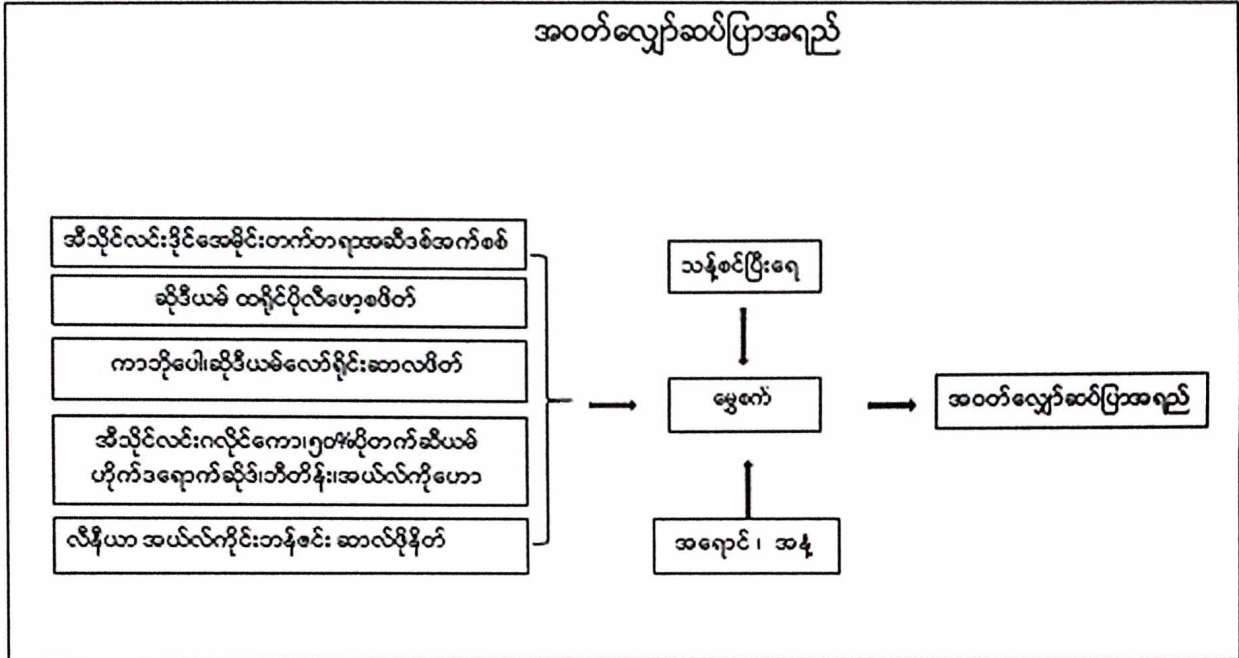 အဝတ်လျှော်ဆပ်ပြာအရည်
အီသိုင်လင်းဒိုင်အေမိုင်းတက်တရာအဆီဒစ်အက်စစ်
ဆိုဒီယမ် ထရိုင်ပိုလီဖော့စဖိတ်
ကာဘိုပေါ၊ဆိုဒီယမ်လော်ရိုင်းဆာလဖိတ်
အီသိုင်လင်းဂလိုင်ကော၊၅၀%ပိုတက်ဆီယမ်
ဟိုက်ဒရောက်ဆိုဒ်၊ဘီတိန်း၊အယ်လ်ကိုဟော
လီနီယာ အယ်လ်ကိုင်းဘန်ဇင်း ဆာလ်ဖိုနိတ်
သန့်စင်ပြီးရေ
မွှေစက်
အရောင် ၊ အနံ့
အဝတ်လျှော်ဆပ်ပြာအရည်